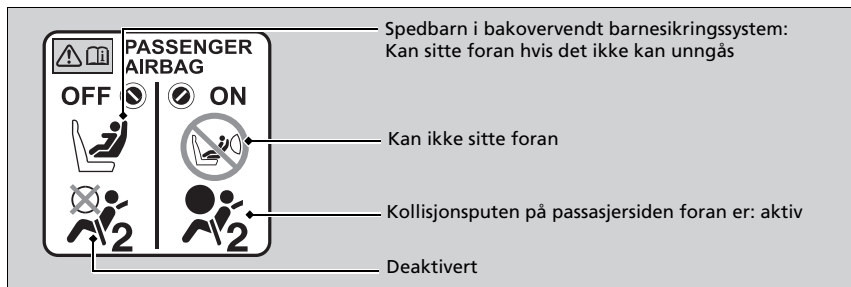 PASSENGER
AIRBAG
OFF ON
2 2
Spedbarn i bakovervendt barnesikringssystem:
Kan sitte foran hvis det ikke kan unngås
Kan ikke sitte foran
Kollisjonsputen på passasjersiden foran er: aktiv
Deaktivert